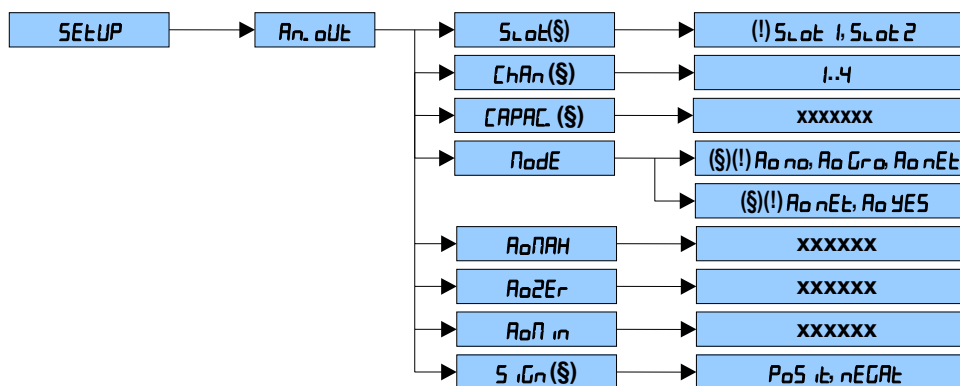 SEtUP
An. oUt
SLot(§)
(!) SLot 1, SLot 2
ChAn (§)
1..4
CAPAC. (§)
xxxxxxx
ModE
(§)(!) Ao no, Ao Gro, Ao nEt
(§)(!) Ao nEt, Ao YES
AoMAH
xxxxxx
AoZEr
xxxxxx
AoM in
xxxxxx
S iGn (§)
PoS it, nEGAt